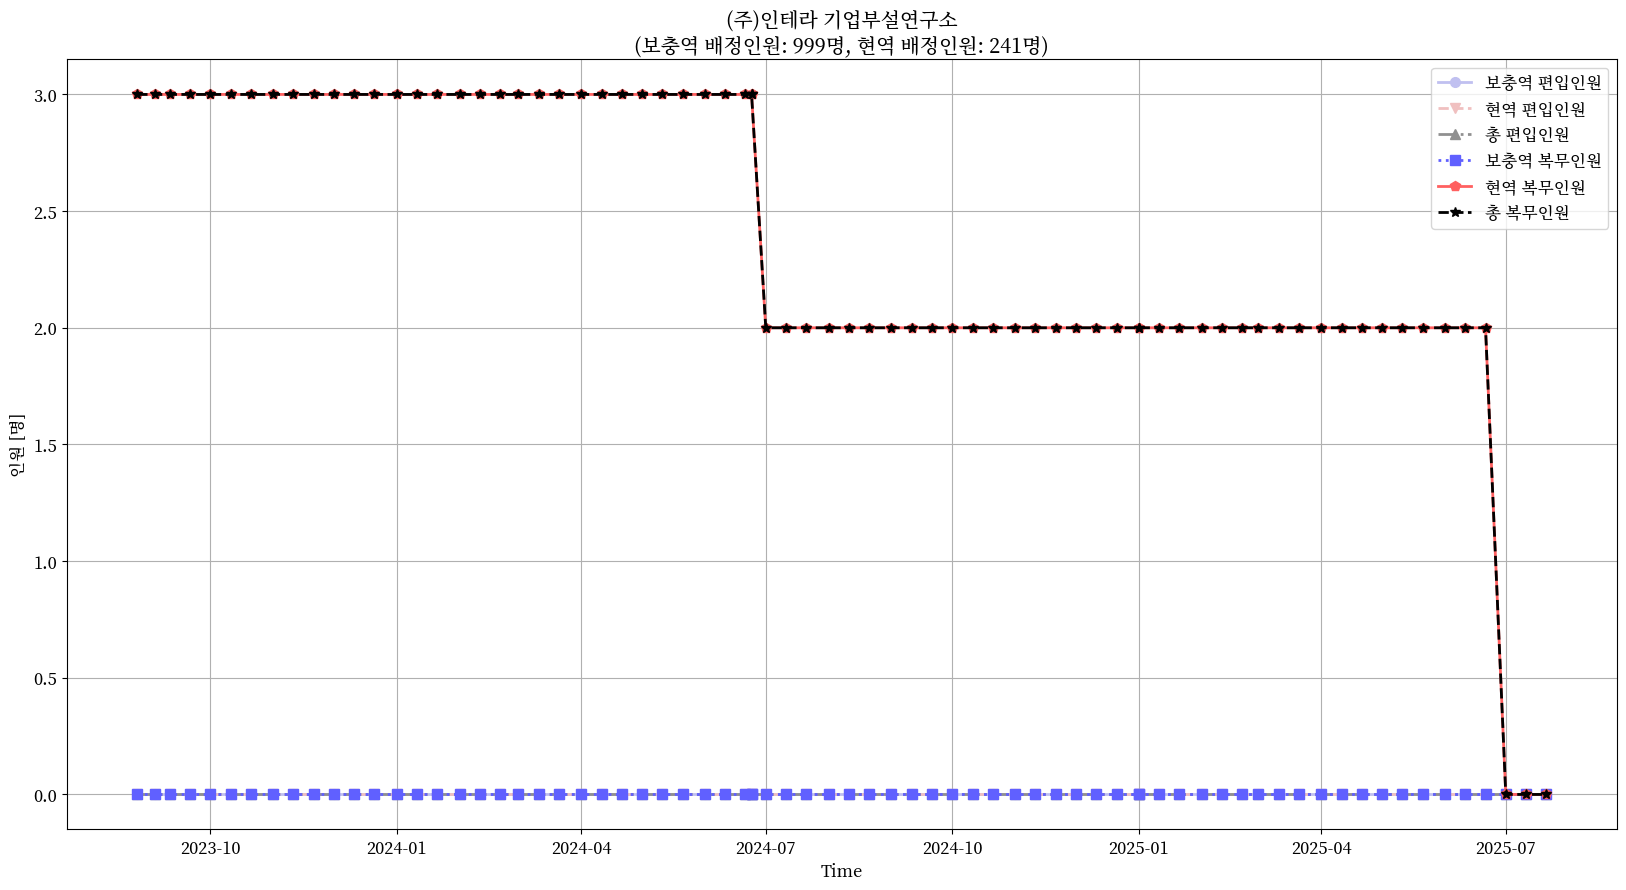 (주)인테라 기업부설연구소
(보충역 배정인원: 999명, 현역 배정인원: 241명)
보충역 편입인원
현역 편입인원
총 편입인원
보충역 복무인원
현역 복무인원
총 복무인원
3.0
2.5
2.0
1.5
1.0
0.5
0.0
인원 [명]
2023-10
2024-01
2024-04
2024-07
2024-10
2025-01
2025-04
2025-07
Time